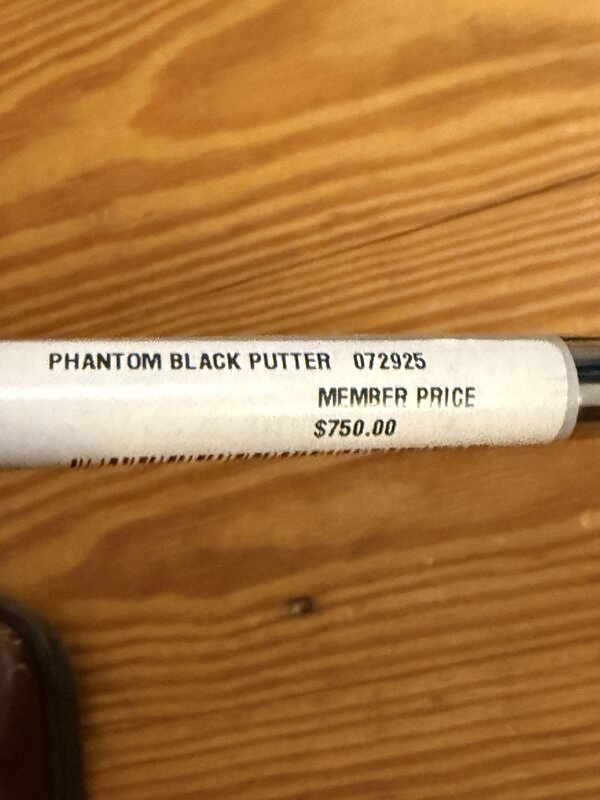 PHANTOM BLACK PUTTER 072925
MEMBER PRICE
$750.00